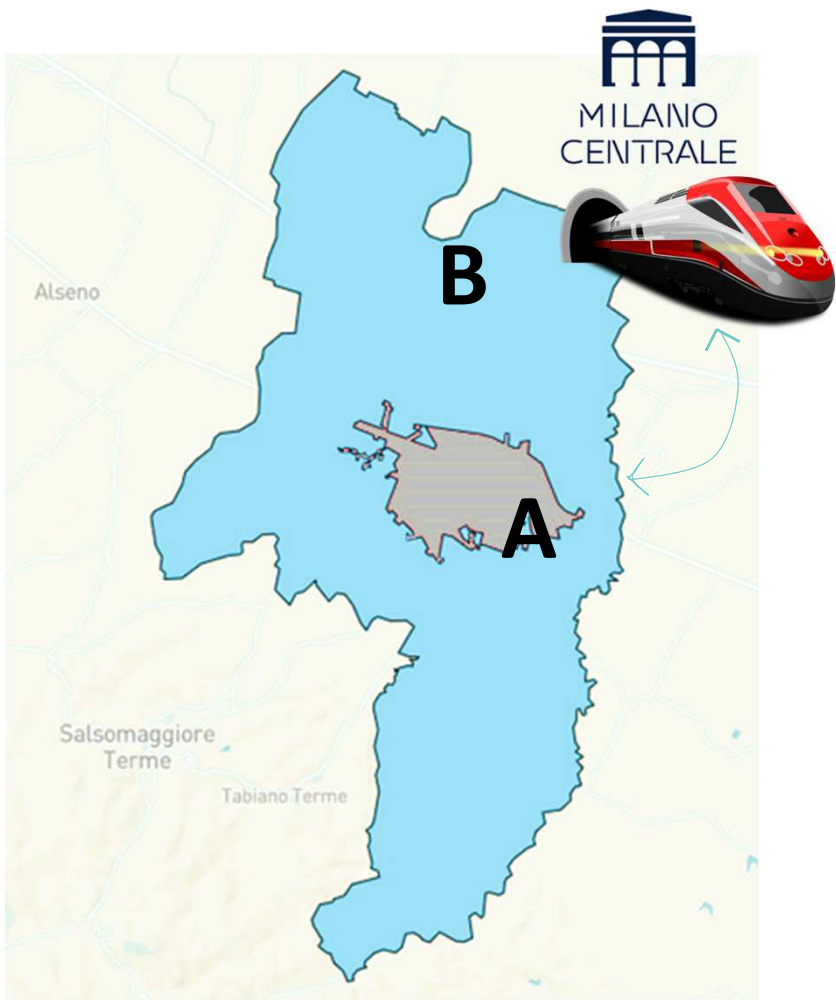 MILANO
CENTRALE
B
Alseno
A
Salsomaggiore
Terme
Tabiano Terme